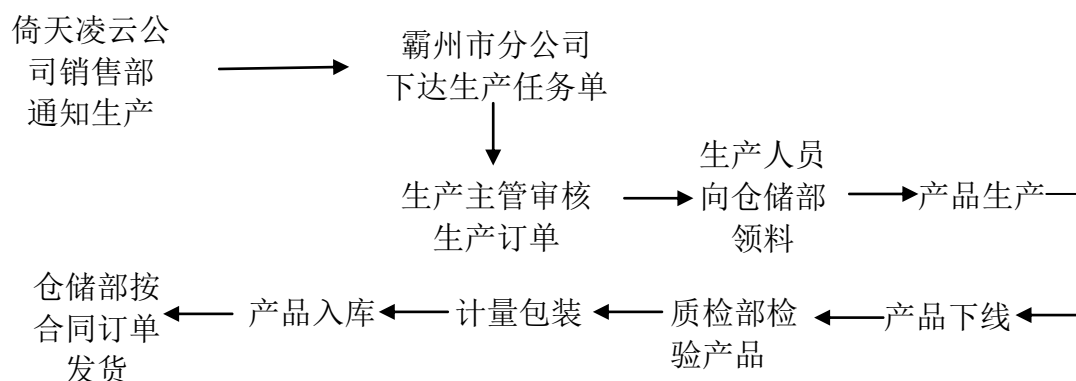 倚天凌云公
司销售部
通知生产
霸州市分公司
下达生产任务单
生产主管审核
生产订单
生产人员
向仓储部
领料
产品生产
产品下线
质检部检
验产品
计量包装
产品入库
仓储部按
合同订单
发货